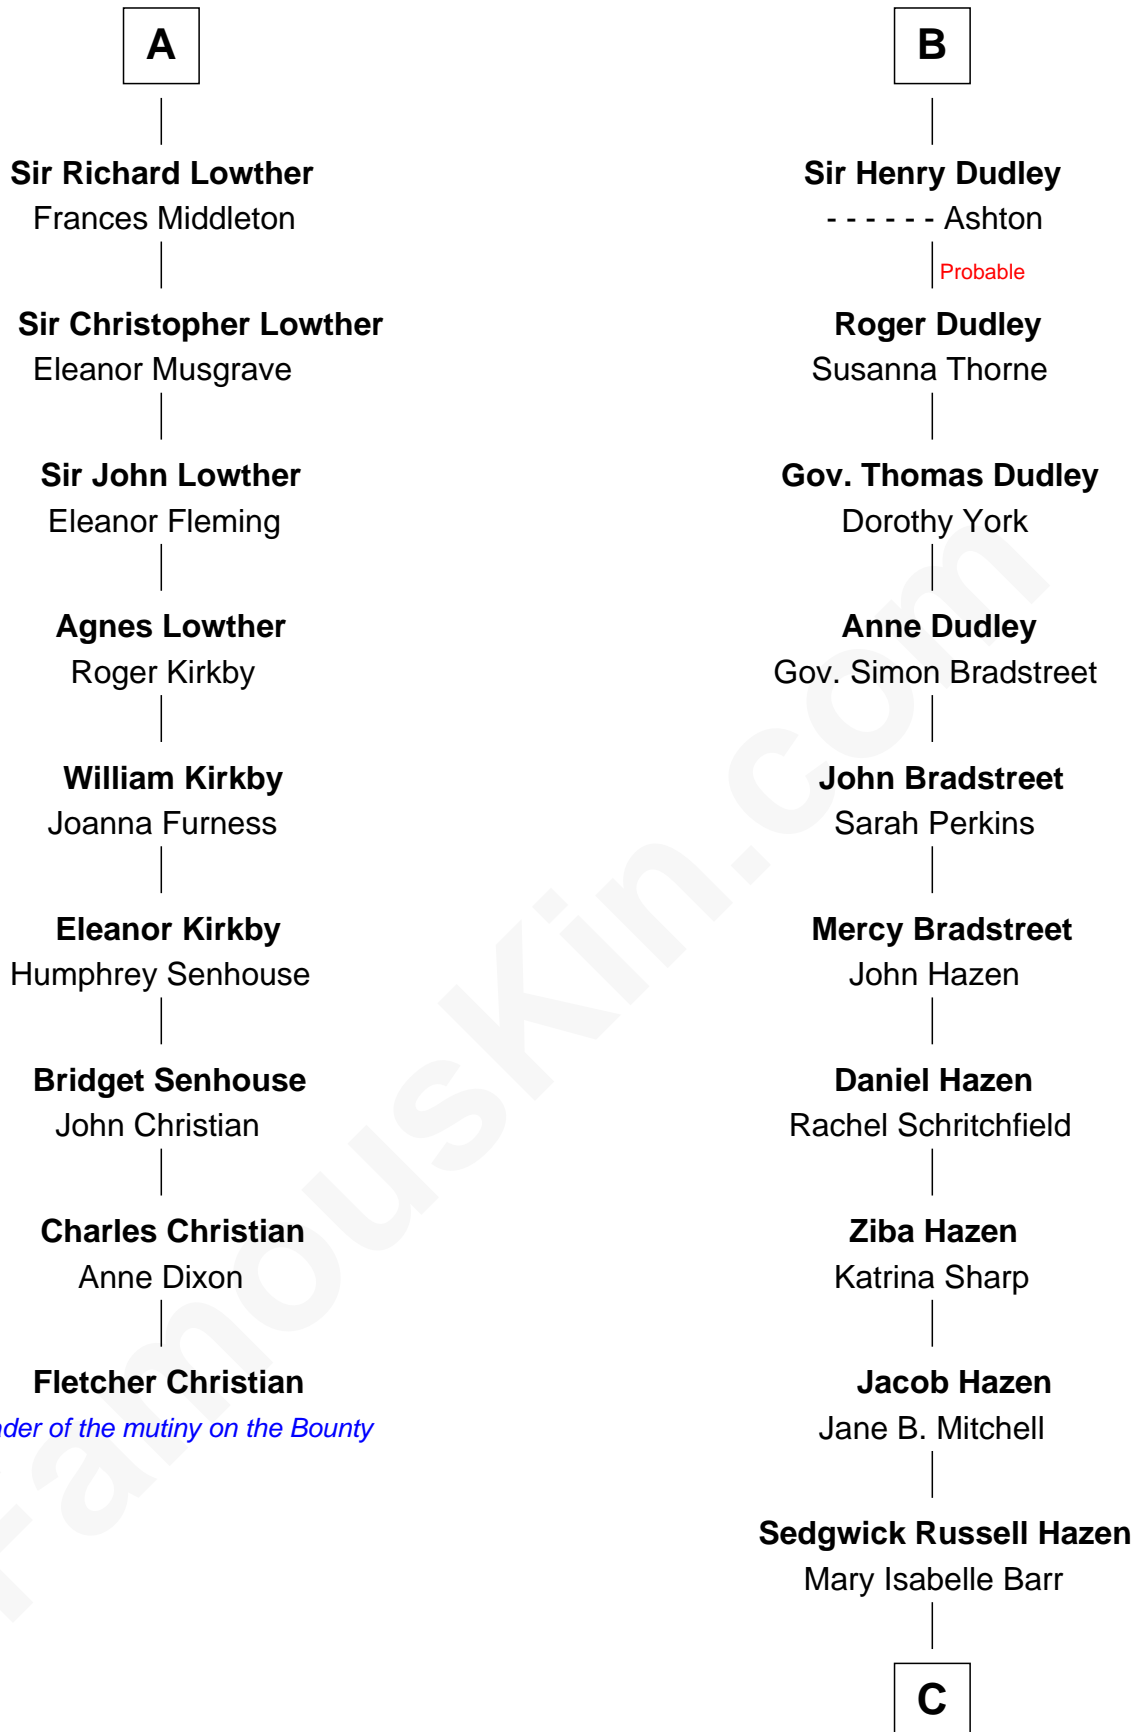 A
Sir Richard Lowther
Frances Middleton
Sir Christopher Lowther
Eleanor Musgrave
Sir John Lowther
Eleanor Fleming
Agnes Lowther
Roger Kirkby
William Kirkby
Joanna Furness
Eleanor Kirkby
Humphrey Senhouse
Bridget Senhouse
John Christian
Charles Christian
Anne Dixon
Fletcher Christian
of the mutiny on the Bounty
B
Sir Henry Dudley
- - - - - - Ashton
Probable
Roger Dudley
Susanna Thorne
Gov. Thomas Dudley
Dorothy York
Anne Dudley
Gov. Simon Bradstreet
John Bradstreet
Sarah Perkins
Mercy Bradstreet
John Hazen
Daniel Hazen
Rachel Schritchfield
Ziba Hazen
Katrina Sharp
Jacob Hazen
Jane B. Mitchell
Sedgwick Russell Hazen
Mary Isabelle Barr
C
FamousKin.com